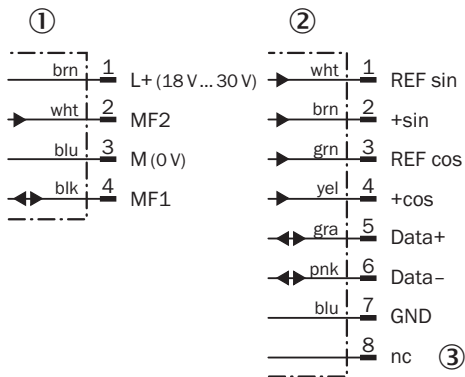 ①
brn 1 L+ (18 V... 30 V)
wht 2 MF2
blu 3 M (0 V)
blk 4 MF1
②
wht 1 REF sin
brn 2 +sin
grn 3 REF cos
yel 4 +cos
gra 5 Data+
pnk 6 Data–
blu 7 GND
8 nc ③